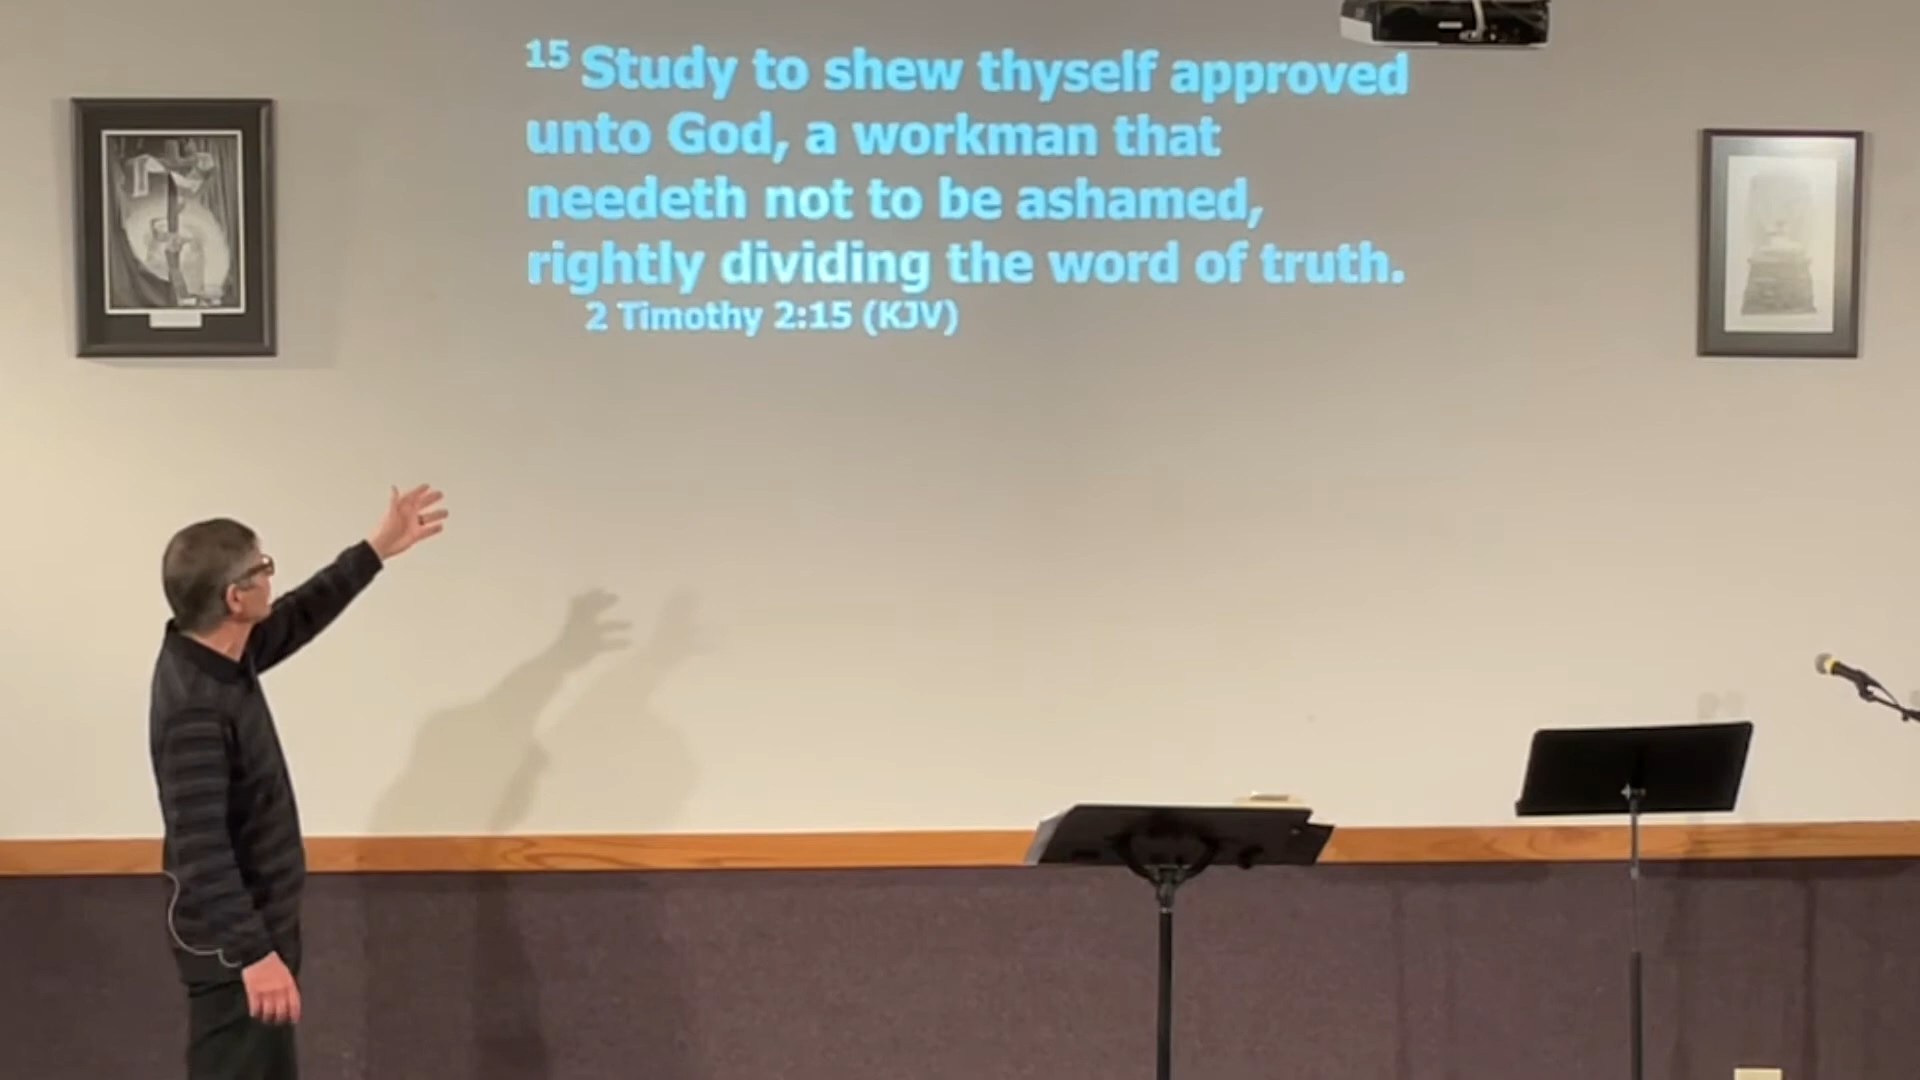 15 Study to shew thyself approved
unto God, a workman that
needeth not to be ashamed,
rightly dividing the word of truth.
2 Timothy 2:15 (KJV)